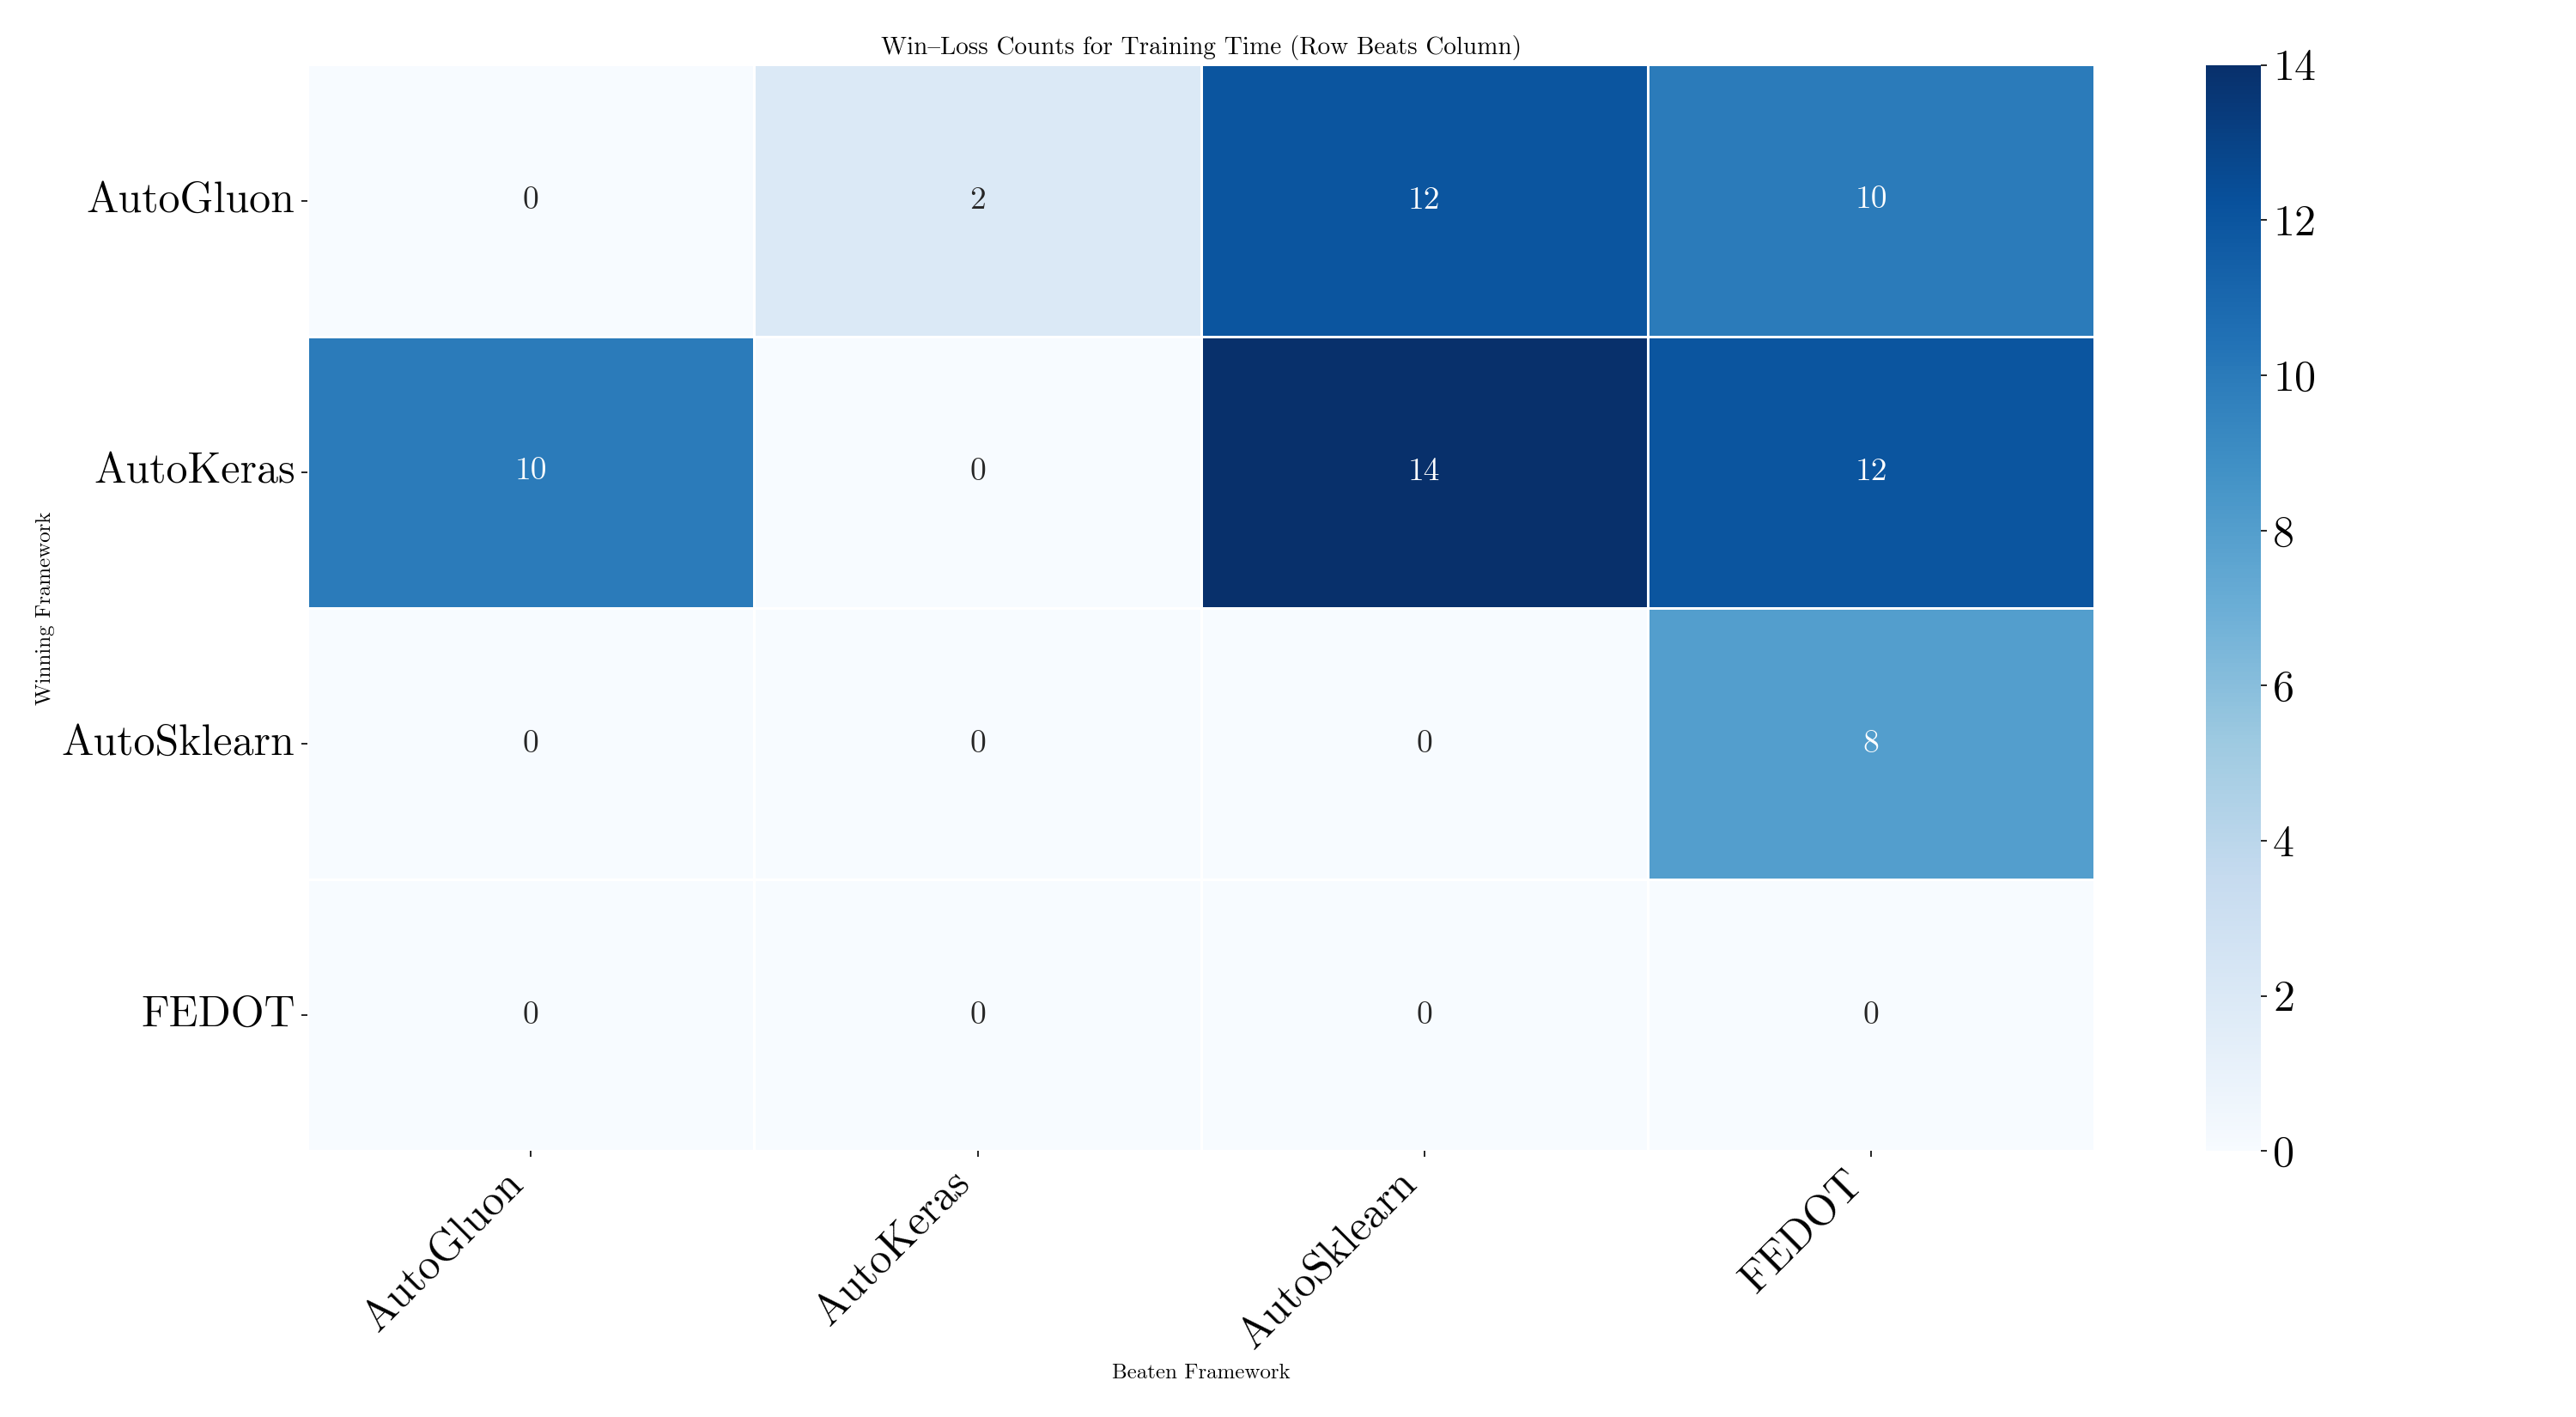 Win–Loss Counts for Training Time (Row Beats Column)
Winning Framework
AutoGluon 0 2 12 10
AutoKeras 10 0 14 12
AutoSklearn 0 0 0 8
FEDOT 0 0 0 0
AutoGluon AutoKeras AutoSklearn FEDOT
Beaten Framework
14
12
10
8
6
4
2
0